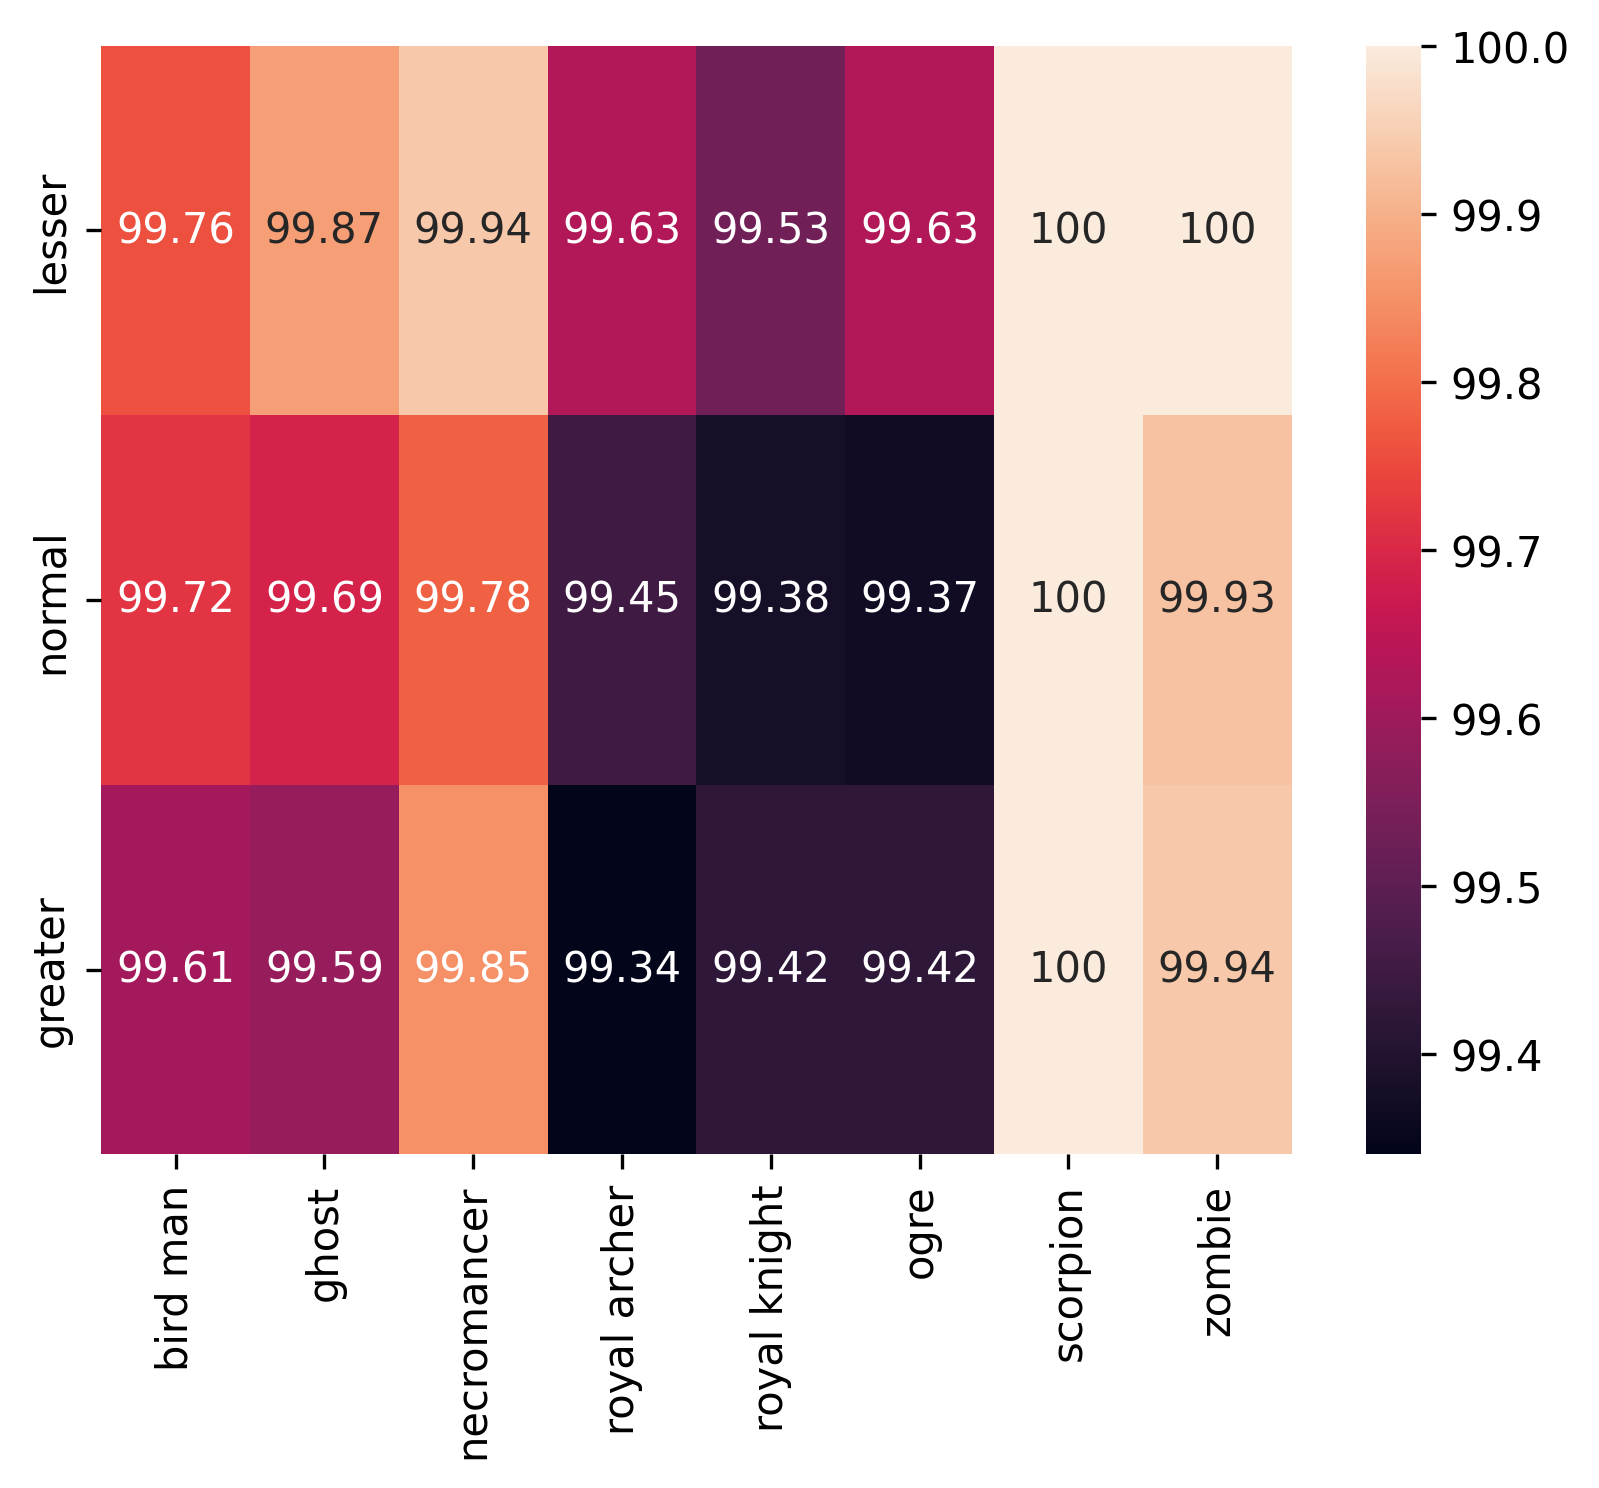 lesser 99.76 99.87 99.94 99.63 99.53 99.63 100 100
normal 99.72 99.69 99.78 99.45 99.38 99.37 100 99.93
greater 99.61 99.59 99.85 99.34 99.42 99.42 100 99.94
bird man
ghost
necromancer
royal archer
royal knight
ogre
scorpion
zombie
100.0
99.9
99.8
99.7
99.6
99.5
99.4